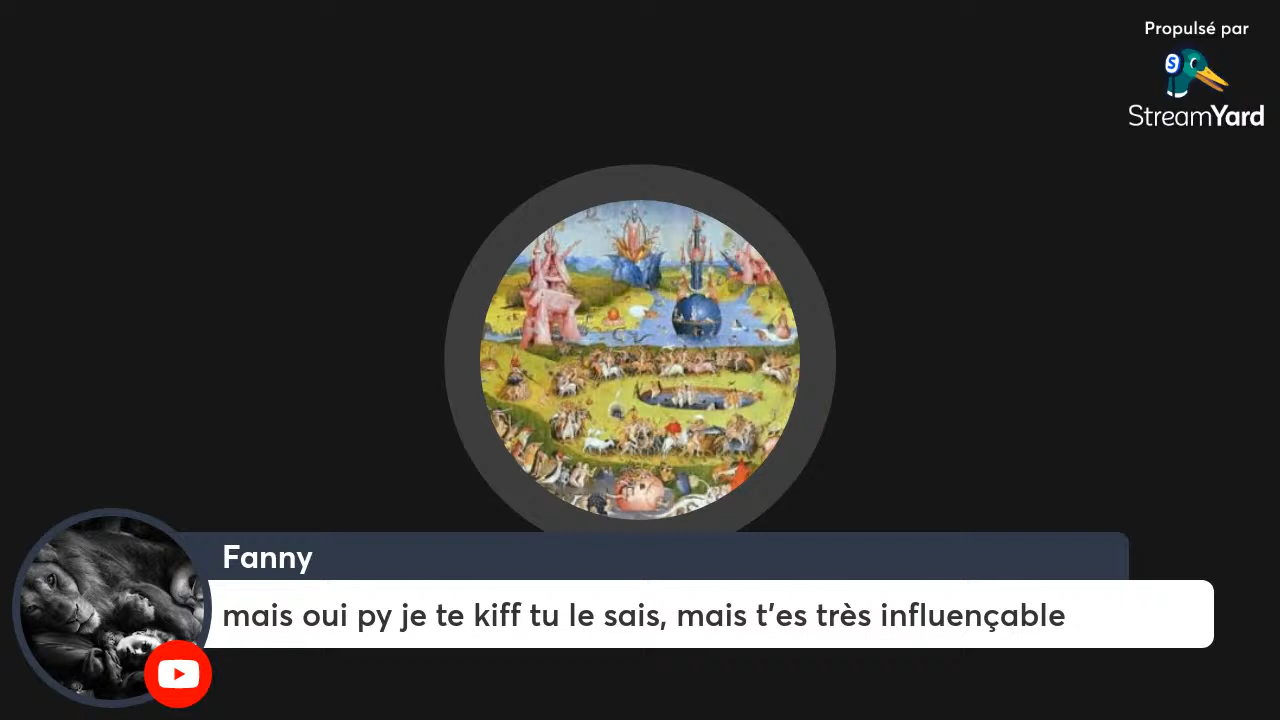 Propulsé par
S
StreamYard
Fanny
mais oui py je te kiff tu le sais, mais t'es très influençable